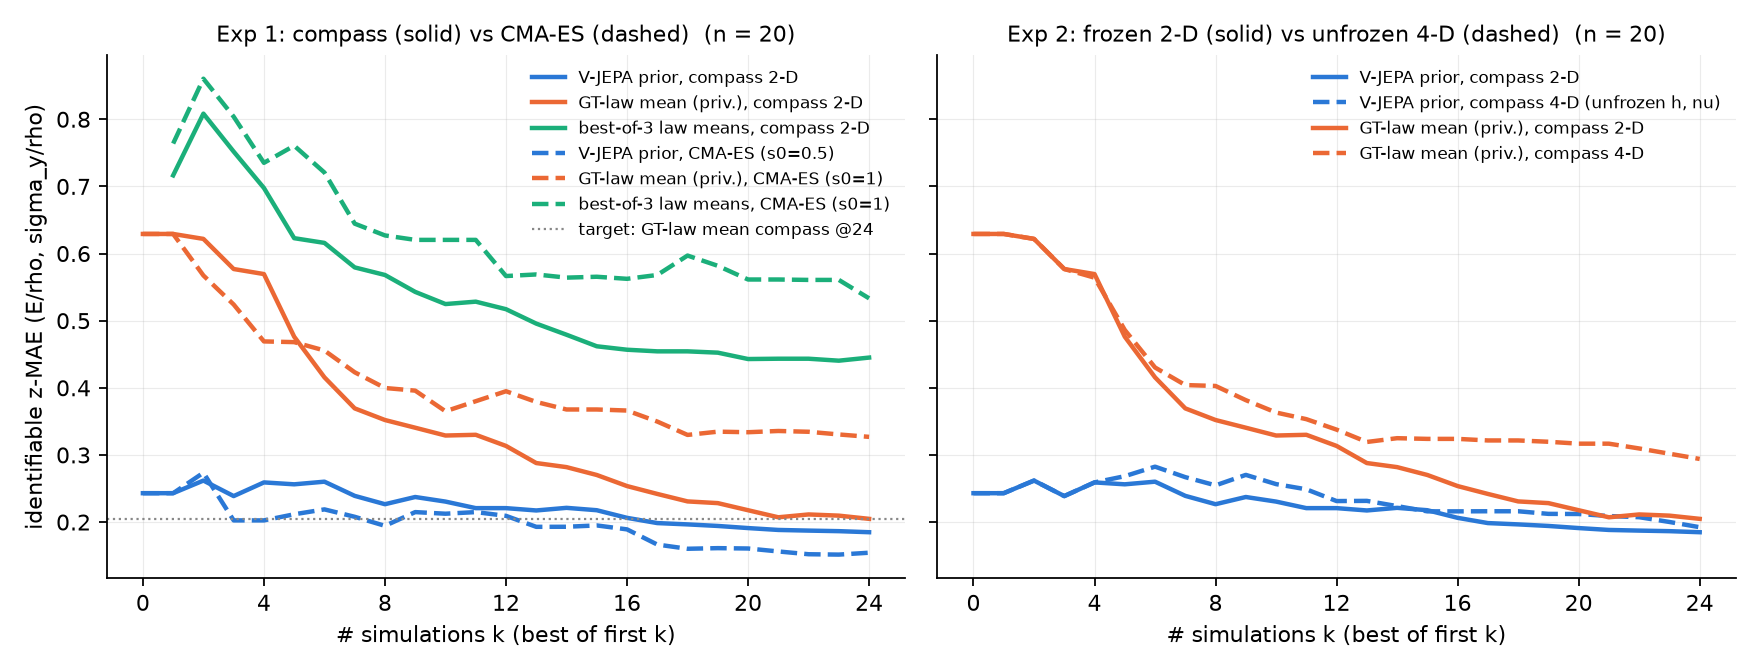 Exp 1: compass (solid) vs CMA-ES (dashed)  (n = 20)
identifiable z-MAE (E/rho, sigma_y/rho)
0.8
0.7
0.6
0.5
0.4
0.3
0.2
V-JEPA prior, compass 2-D
GT-law mean (priv.), compass 2-D
best-of-3 law means, compass 2-D
V-JEPA prior, CMA-ES (s0=0.5)
GT-law mean (priv.), CMA-ES (s0=1)
best-of-3 law means, CMA-ES (s0=1)
target: GT-law mean compass @24
0 4 8 12 16 20 24
# simulations k (best of first k)
Exp 2: frozen 2-D (solid) vs unfrozen 4-D (dashed)  (n = 20)
V-JEPA prior, compass 2-D
V-JEPA prior, compass 4-D (unfrozen h, nu)
GT-law mean (priv.), compass 2-D
GT-law mean (priv.), compass 4-D
0 4 8 12 16 20 24
# simulations k (best of first k)